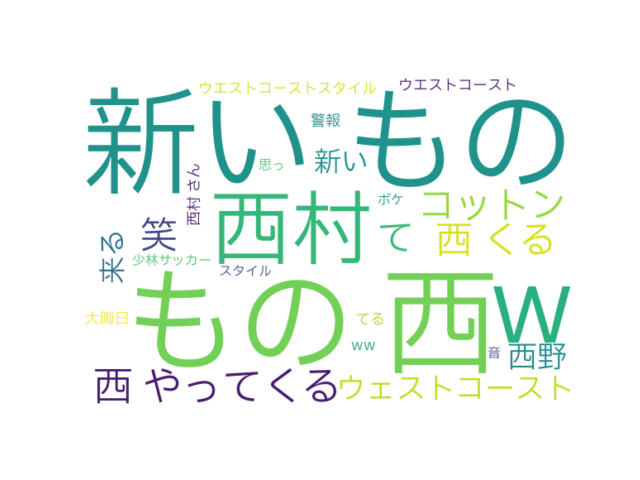 ウエストコーストスタイル
ウエストコースト
新い もの
警報
思っ
新い
西村 さん
ボケ
西村
コットン
笑
て
西 くる
来る
少林サッカー
スタイル
もの 西
w
大晦日
てる
ww
音
西野
西 やってくる
ウェストコースト